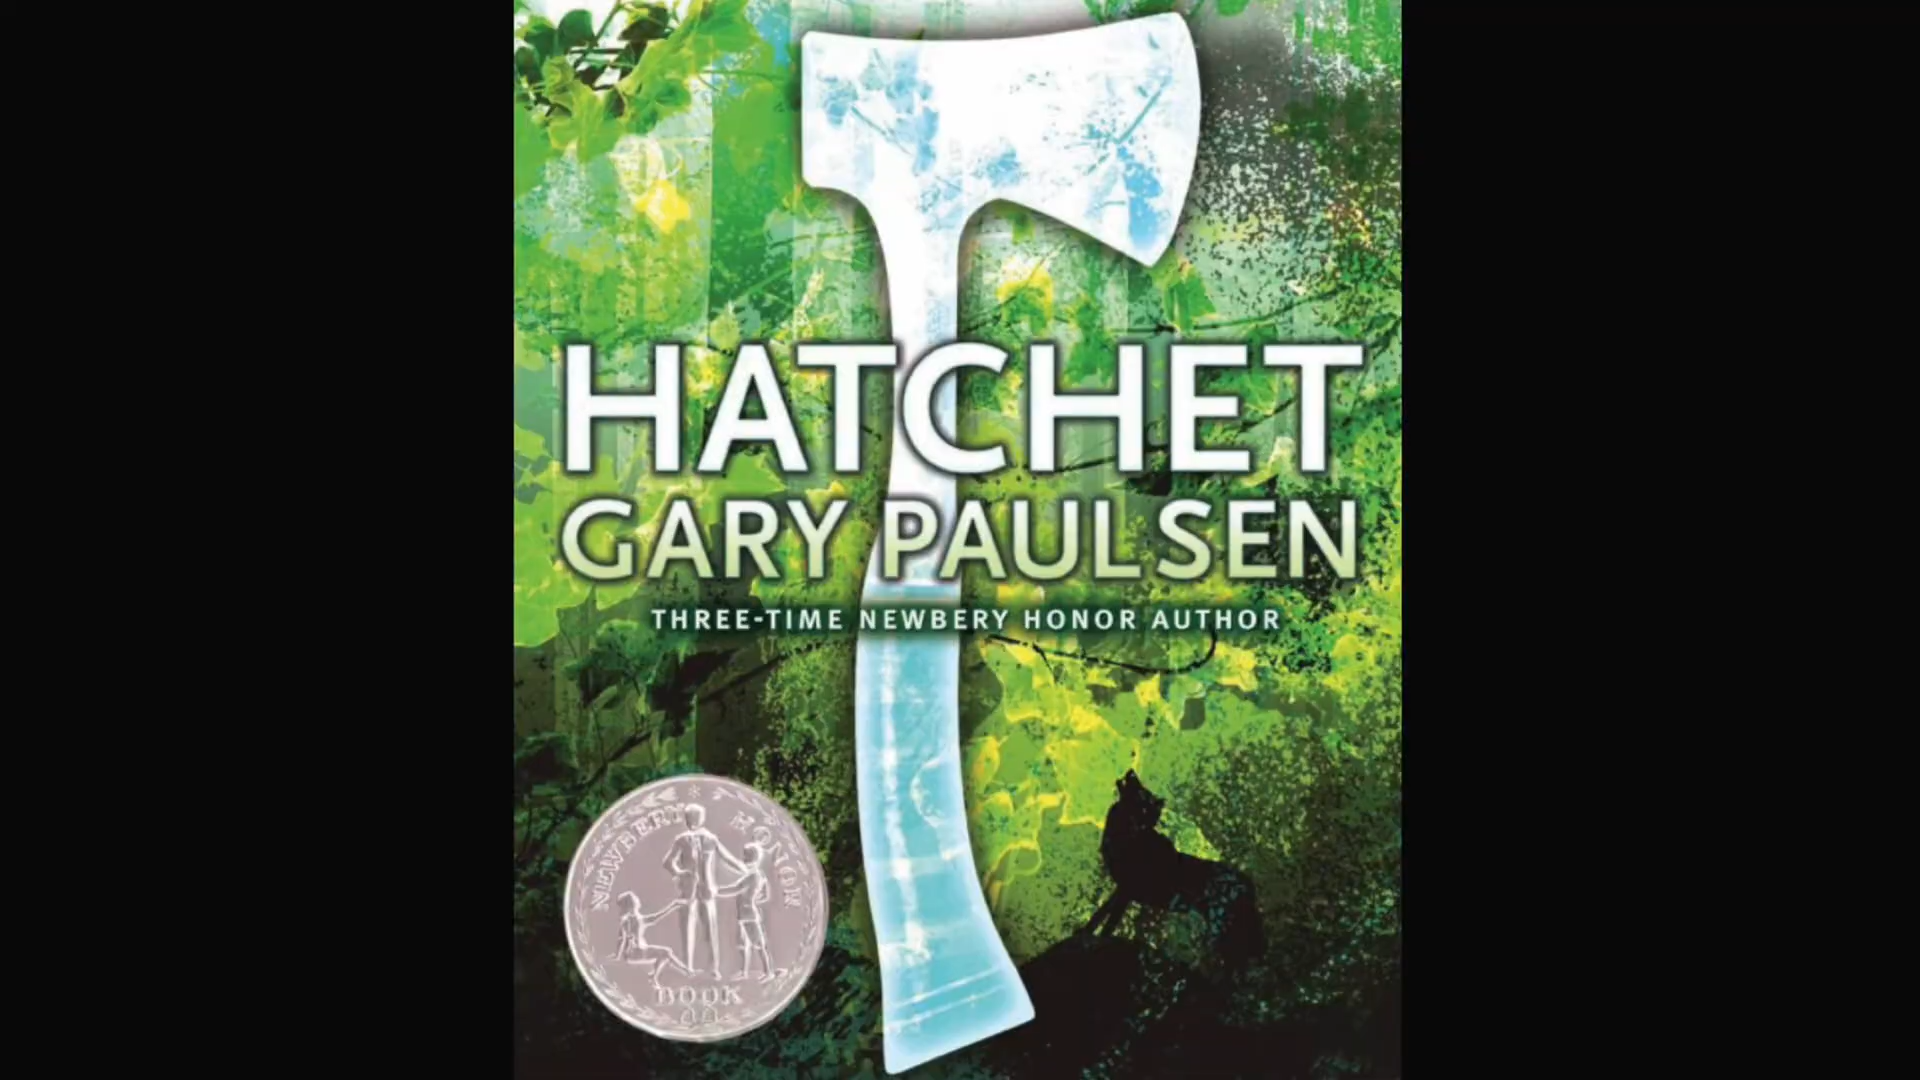 HATCHET
GARY PAULSEN
THREE-TIME NEWBERY HONOR AUTHOR
NEWBERY HONOR
BOOK